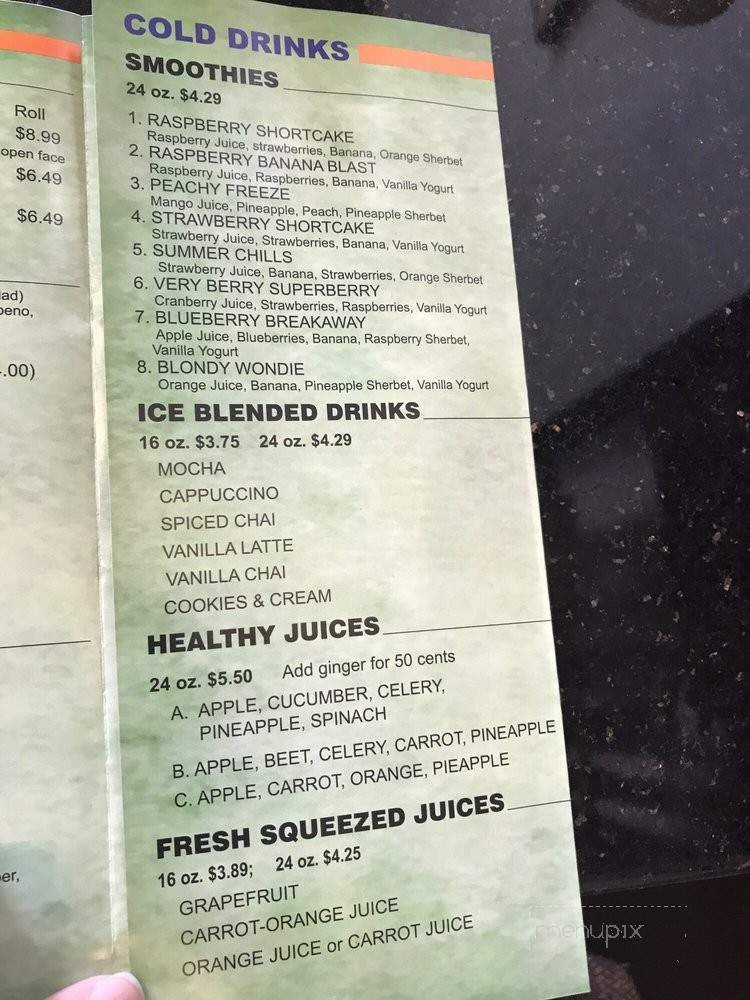 Roll
$8.99
open face
$6.49
$6.49
.00)
COLD DRINKS
SMOOTHIES
24 oz. $4.29
1. RASPBERRY SHORTCAKE
Raspberry Juice, strawberries, Banana, Orange Sherbet
2. RASPBERRY BANANA BLAST
Raspberry Juice, Raspberries, Banana, Vanilla Yogurt
3. PEACHY FREEZE
Mango Juice, Pineapple, Peach, Pineapple Sherbet
4. STRAWBERRY SHORTCAKE
Strawberry Juice, Strawberries, Banana, Vanilla Yogurt
5. SUMMER CHILLS
Strawberry Juice, Banana, Strawberries, Orange Sherbet
6. VERY BERRY SUPERBERRY
Cranberry Juice, Strawberries, Raspberries, Vanilla Yogurt
7. BLUEBERRY BREAKAWAY
Apple Juice, Blueberries, Banana, Raspberry Sherbet,
Vanilla Yogurt
8. BLONDY WONDIE
Orange Juice, Banana, Pineapple Sherbet, Vanilla Yogurt
ICE BLENDED DRINKS
16 oz. $3.75 24 oz. $4.29
MOCHA
CAPPUCCINO
SPICED CHAI
VANILLA LATTE
VANILLA CHAI
COOKIES & CREAM
HEALTHY JUICES
24 oz. $5.50 Add ginger for 50 cents
A. APPLE, CUCUMBER, CELERY,
PINEAPPLE, SPINACH
B. APPLE, BEET, CELERY, CARROT, PINEAPPLE
C. APPLE, CARROT, ORANGE, PIEAPPLE
FRESH SQUEEZED JUICES
16 oz. $3.89; 24 oz. $4.25
GRAPEFRUIT
CARROT-ORANGE JUICE
ORANGE JUICE or CARROT JUICE
menupix